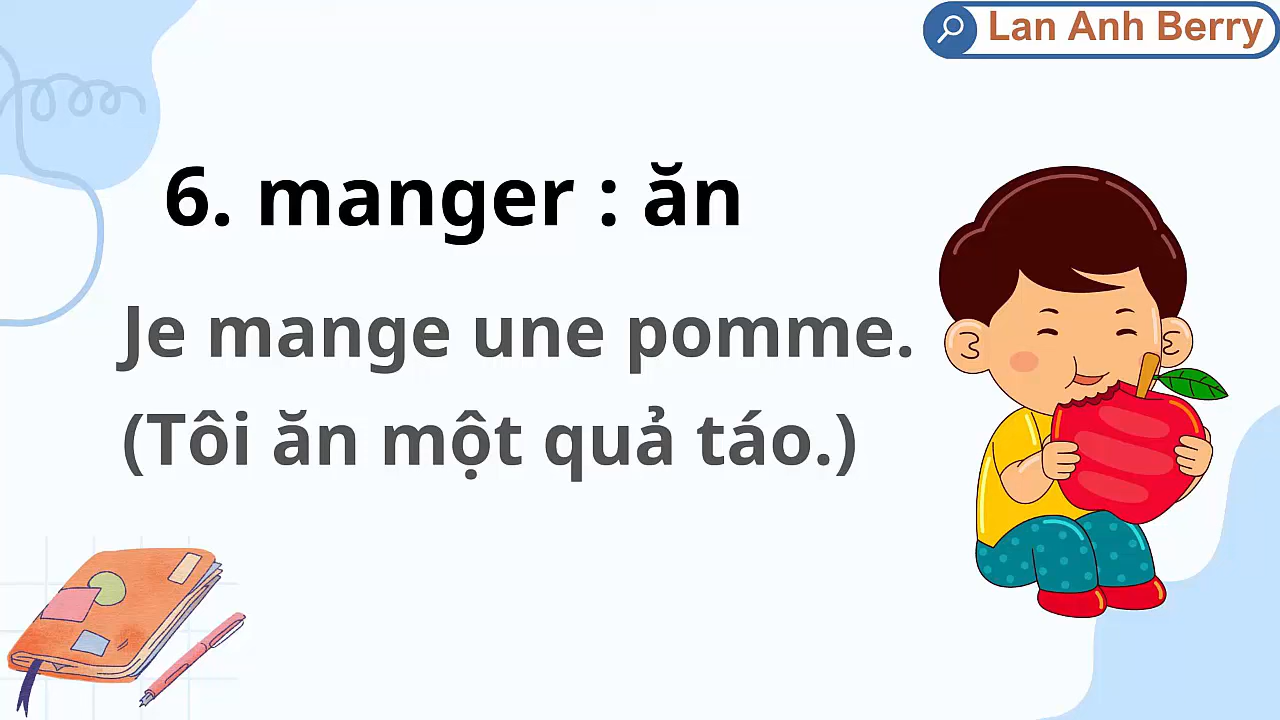 Lan Anh Berry
6. manger : ăn
Je mange une pomme.
(Tôi ăn một quả táo.)